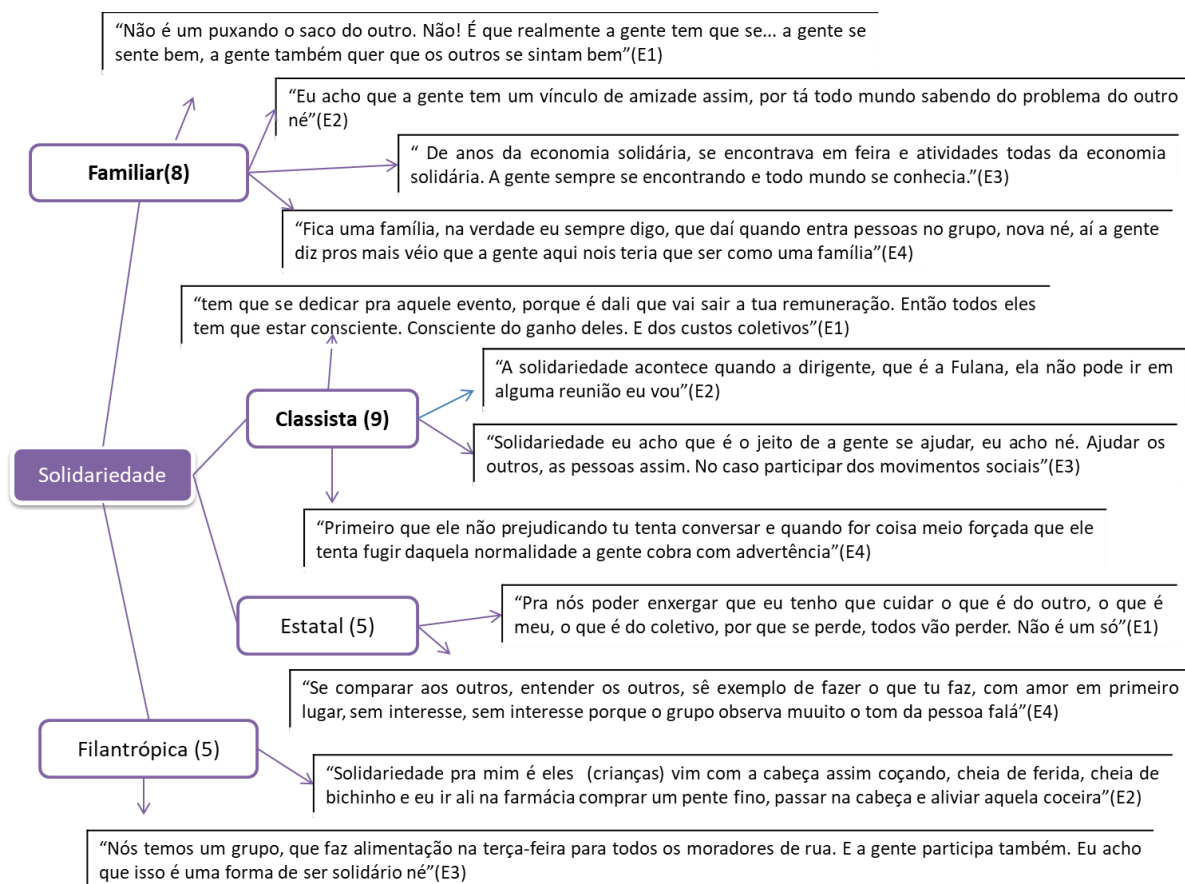 “Não é um puxando o saco do outro. Não! É que realmente a gente tem que se... a gente se
sente bem, a gente também quer que os outros se sintam bem”(E1)
“Eu acho que a gente tem um vínculo de amizade assim, por tá todo mundo sabendo do problema do outro
né”(E2)
Familiar(8)
“ De anos da economia solidária, se encontrava em feira e atividades todas da economia
solidária. A gente sempre se encontrando e todo mundo se conhecia.”(E3)
“Fica uma família, na verdade eu sempre digo, que daí quando entra pessoas no grupo, nova né, aí a gente
diz pros mais véio que a gente aqui nois teria que ser como uma família”(E4)
“tem que se dedicar pra aquele evento, porque é dali que vai sair a tua remuneração. Então todos eles
tem que estar consciente. Consciente do ganho deles. E dos custos coletivos”(E1)
“A solidariedade acontece quando a dirigente, que é a Fulana, ela não pode ir em
alguma reunião eu vou”(E2)
Classista (9)
“Solidariedade eu acho que é o jeito de a gente se ajudar, eu acho né. Ajudar os
outros, as pessoas assim. No caso participar dos movimentos sociais”(E3)
Solidariedade
“Primeiro que ele não prejudicando tu tenta conversar e quando for coisa meio forçada que ele
tenta fugir daquela normalidade a gente cobra com advertência”(E4)
Estatal (5)
“Pra nós poder enxergar que eu tenho que cuidar o que é do outro, o que é
meu, o que é do coletivo, por que se perde, todos vão perder. Não é um só”(E1)
“Se comparar aos outros, entender os outros, sê exemplo de fazer o que tu faz, com amor em primeiro
lugar, sem interesse, sem interesse porque o grupo observa muuito o tom da pessoa falá”(E4)
Filantrópica (5)
“Solidariedade pra mim é eles (crianças) vim com a cabeça assim coçando, cheia de ferida, cheia de
bichinho e eu ir ali na farmácia comprar um pente fino, passar na cabeça e aliviar aquela coceira”(E2)
“Nós temos um grupo, que faz alimentação na terça-feira para todos os moradores de rua. E a gente participa também. Eu acho
que isso é uma forma de ser solidário né”(E3)